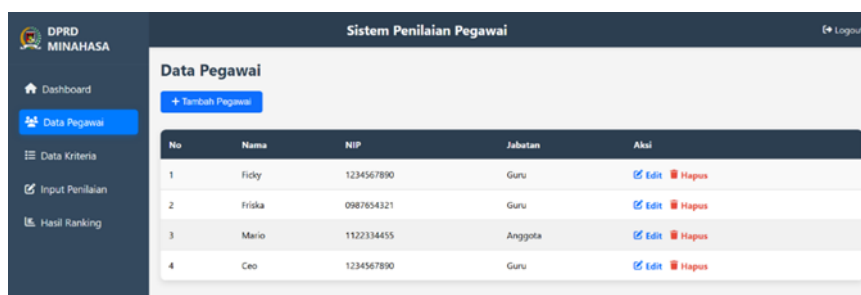 DPRD
MINAHASA
Sistem Penilaian Pegawai
Logout
Dashboard
Data Pegawai
Data Kriteria
Input Penilaian
Hasil Ranking
Data Pegawai
+ Tambah Pegawai
No Nama NIP Jabatan Aksi
1 Ficky 1234567890 Guru Edit Hapus
2 Friska 0987654321 Guru Edit Hapus
3 Mario 1122334455 Anggota Edit Hapus
4 Ceo 1234567890 Guru Edit Hapus